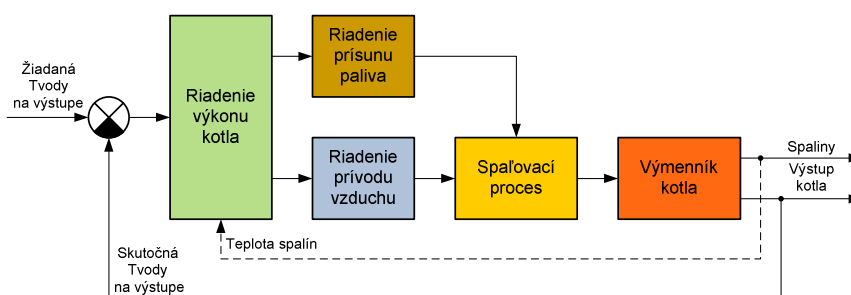 Žiadaná
Tvody
na výstupe
Riadenie
výkonu
kotla
Riadenie
prísunu
paliva
Riadenie
prívodu
vzduchu
Spaľovací
proces
Výmenník
kotla
Spaliny
Výstup
kotla
Teplota spalín
Skutočná
Tvody
na výstupe